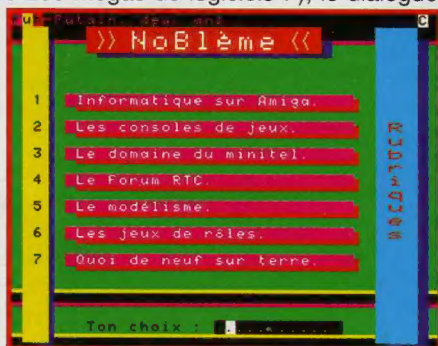 >> NoBlème <<
C
1 Informatique sur Amiga.
2 Les consoles de jeux.
3 Le domaine du minitel.
4 Le Forum RTC.
5 Le modélisme.
6 Les jeux de rôles.
7 Quoi de neuf sur terre.
Rubriques
Ton choix : .......